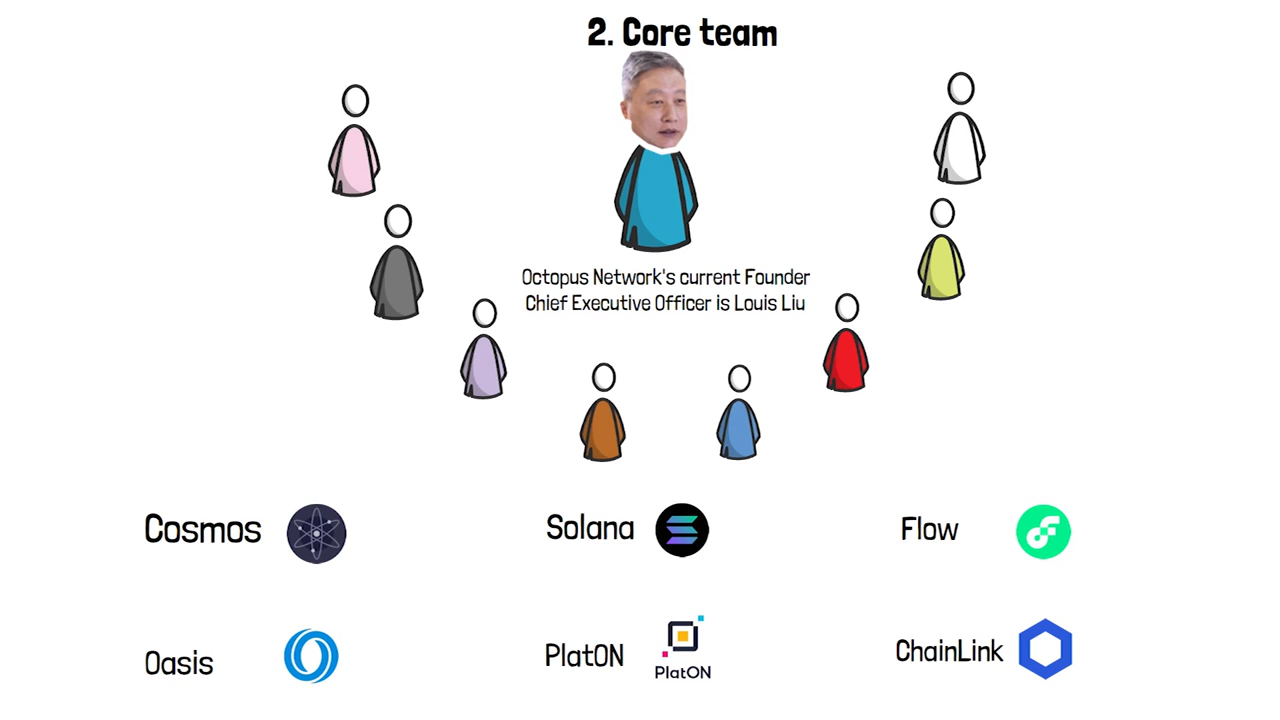 2. Core team
Octopus Network's current Founder
Chief Executive Officer is Louis Liu
Cosmos
Solana
Flow
Oasis
PlatON
PlatON
ChainLink